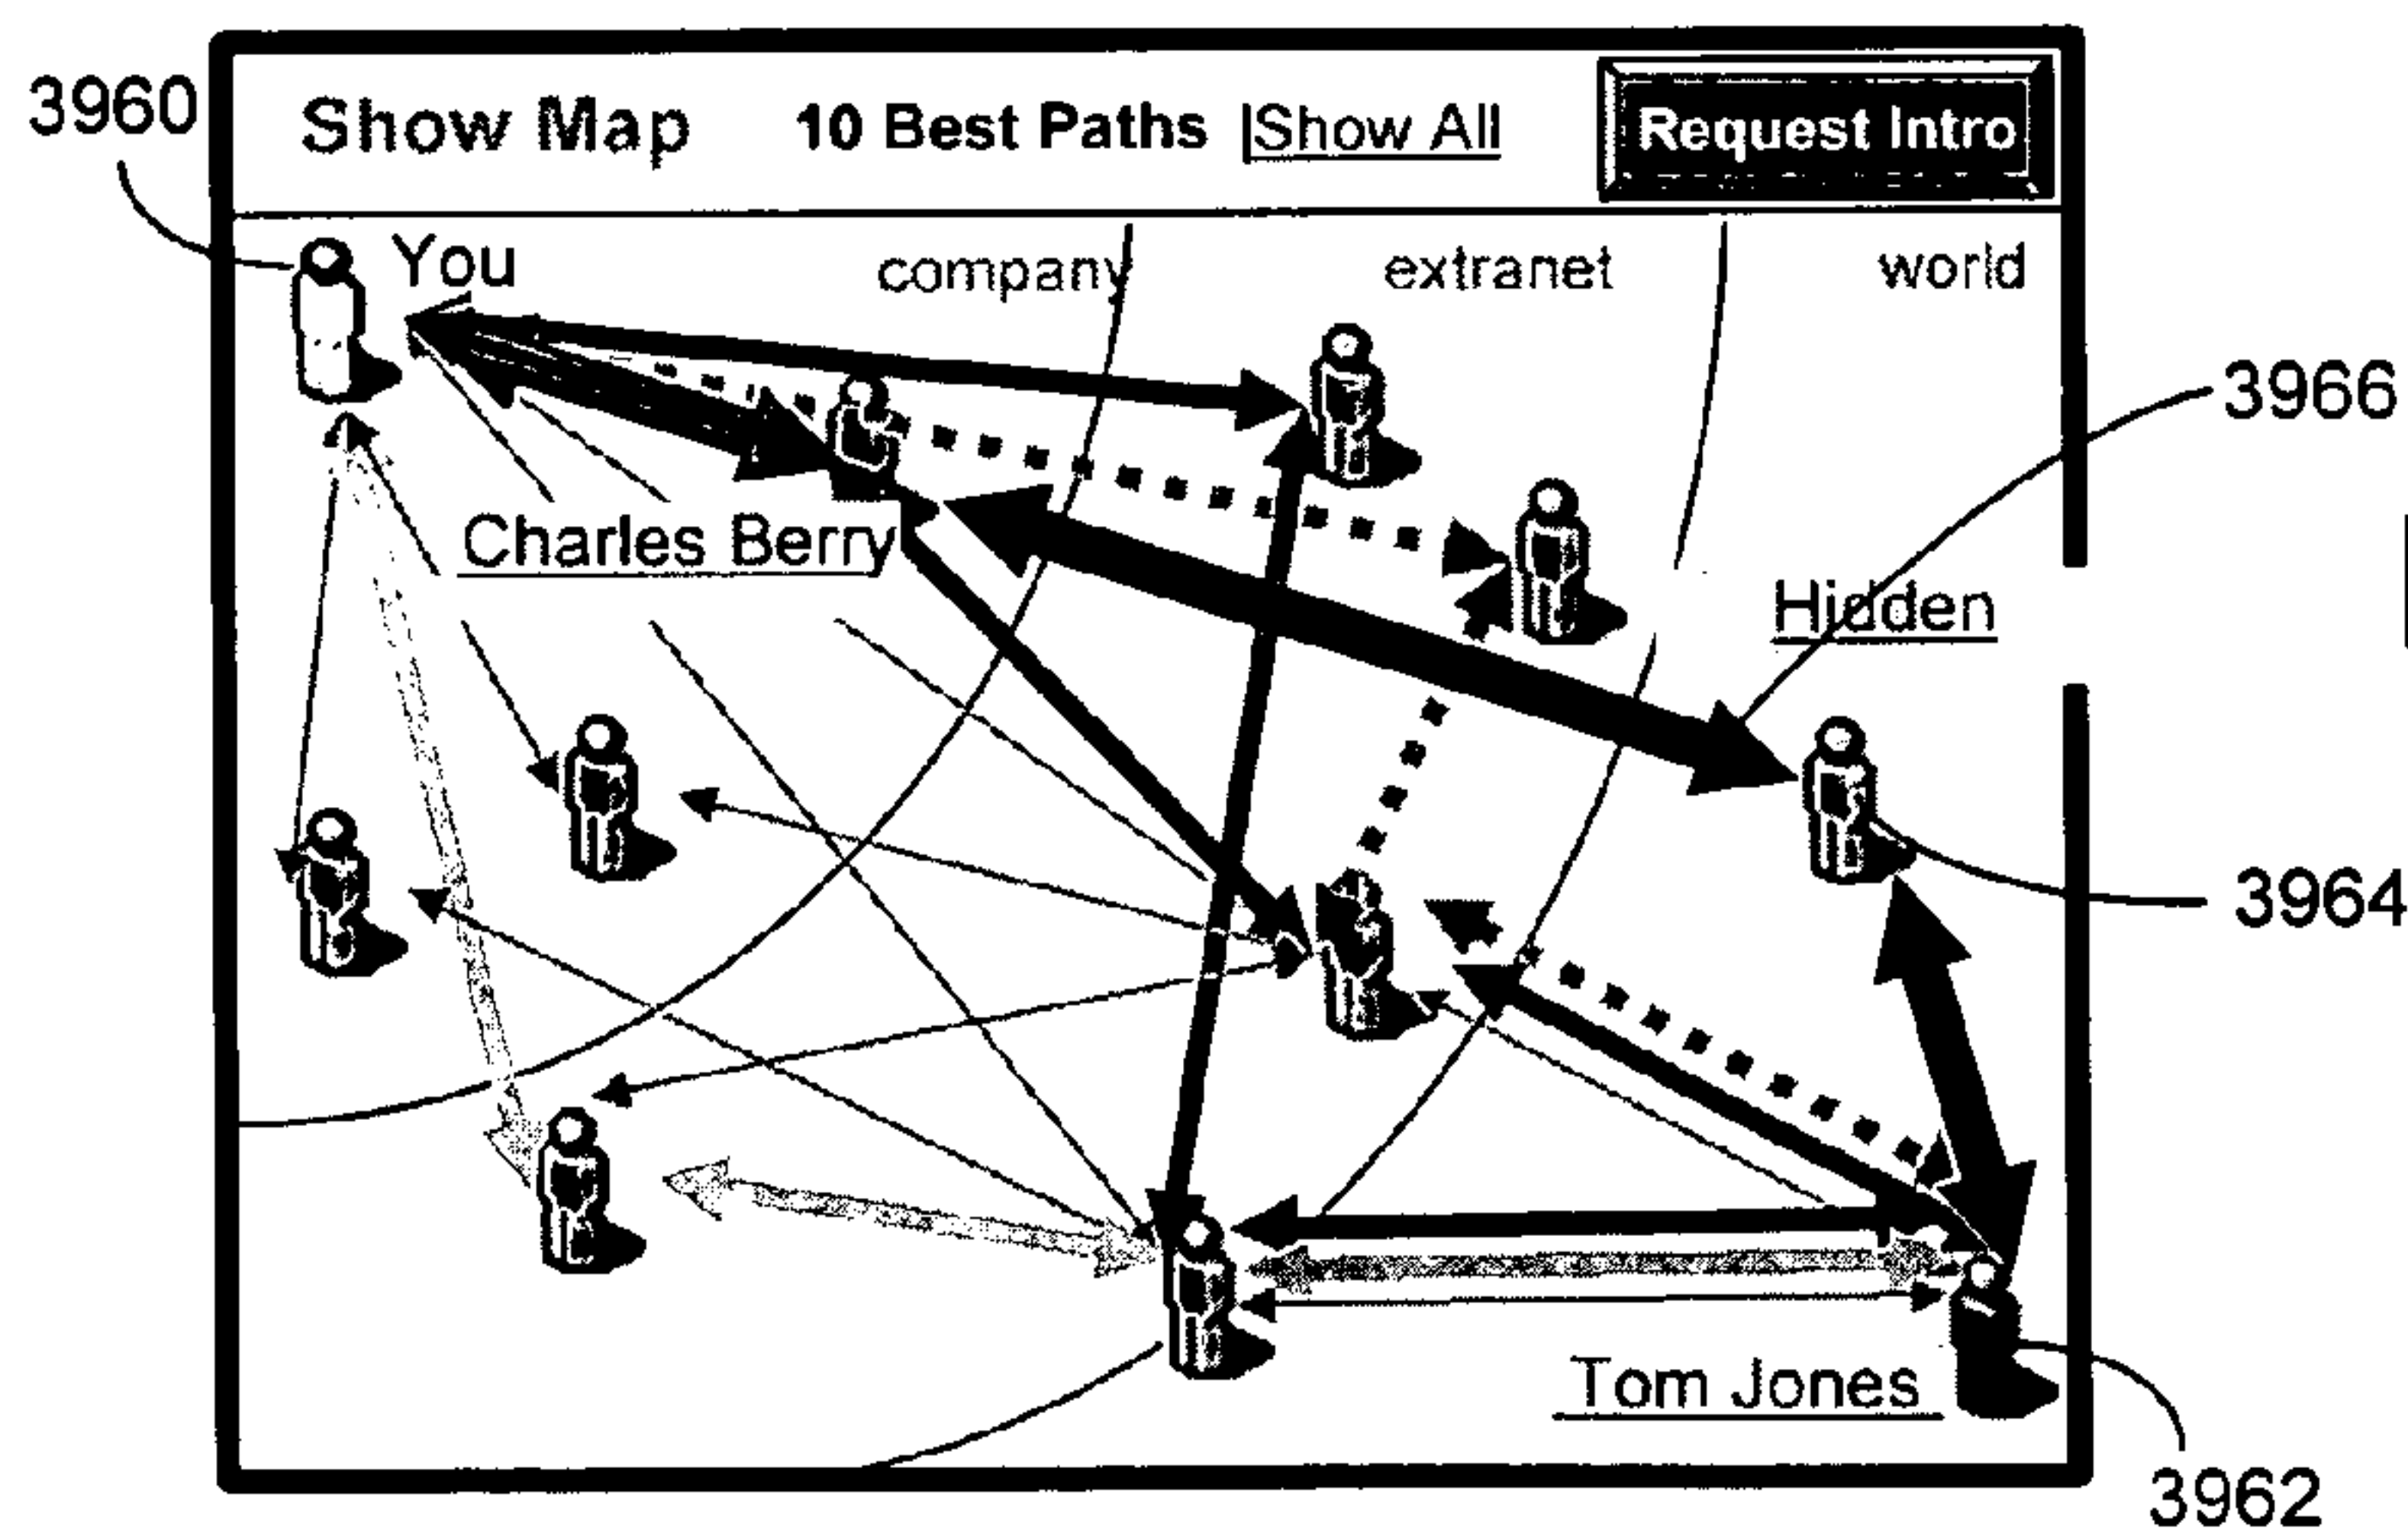 3960
Show Map 10 Best Paths |Show All Request Intro
You company extranet world
3966
Charles Berry
Hidden
3964
Tom Jones
3962